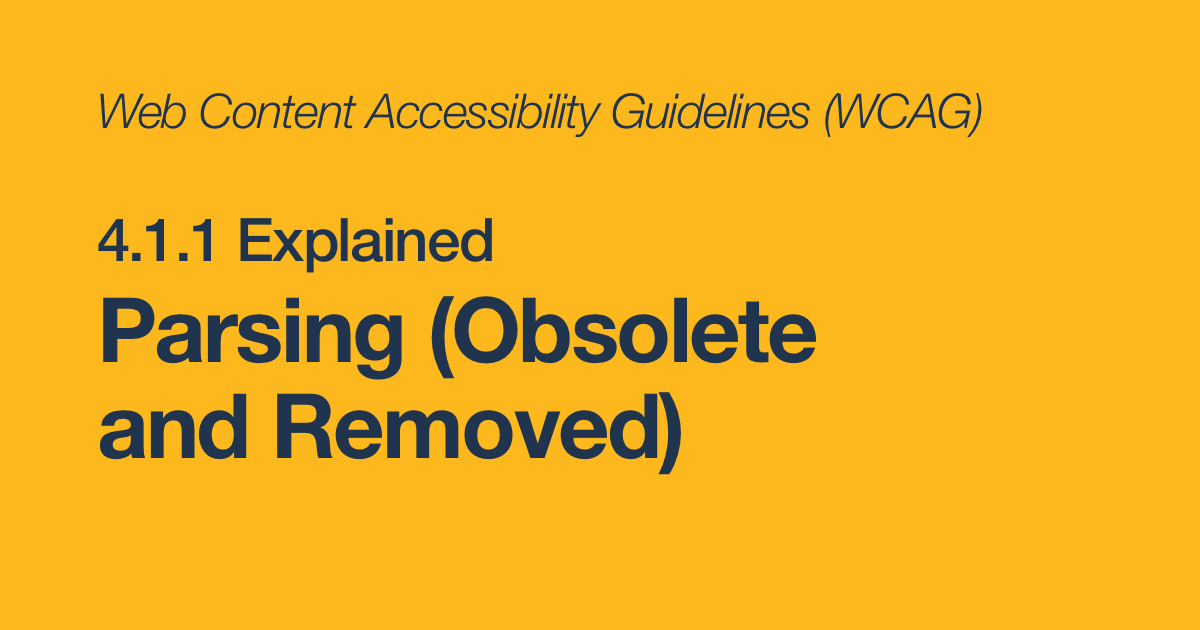 Web Content Accessibility Guidelines (WCAG)
4.1.1 Explained
Parsing (Obsolete
and Removed)